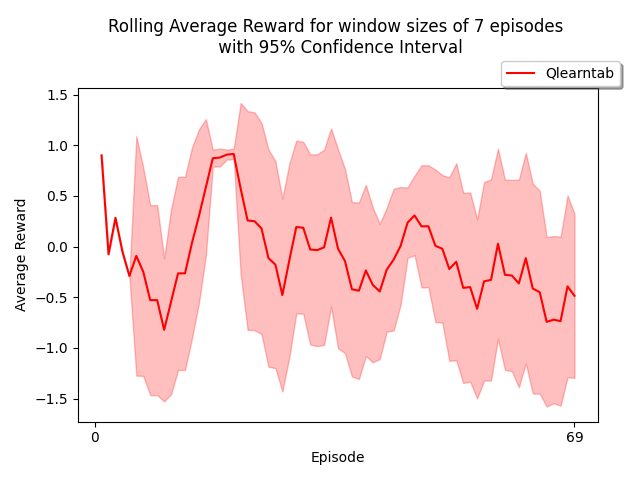 Rolling Average Reward for window sizes of 7 episodes
with 95% Confidence Interval
Qlearntab
1.5
1.0
0.5
0.0
−0.5
−1.0
−1.5
Average Reward
0
69
Episode